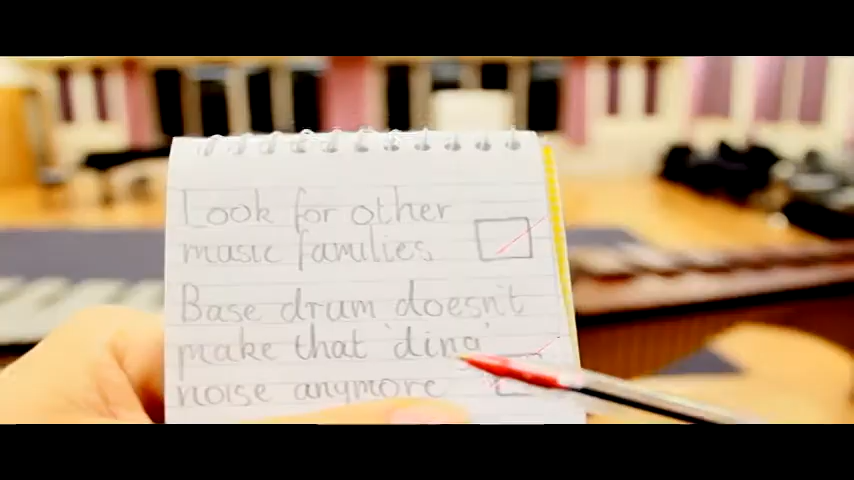 Look for other
music families
Base drum doesn't
make that 'ding'
noise anymore